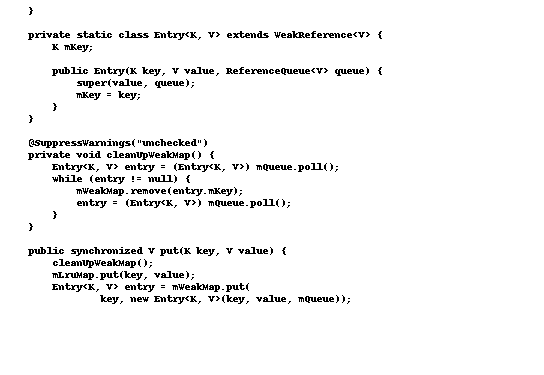 }
private static class Entry<K, V> extends WeakReference<V> {
K mKey;
public Entry(K key, V value, ReferenceQueue<V> queue) {
super(value, queue);
mKey = key;
}
}
@SuppressWarnings("unchecked")
private void cleanUpWeakMap() {
Entry<K, V> entry = (Entry<K, V>) mQueue.poll();
while (entry != null) {
mWeakMap.remove(entry.mKey);
entry = (Entry<K, V>) mQueue.poll();
}
}
public synchronized V put(K key, V value) {
cleanUpWeakMap();
mLruMap.put(key, value);
Entry<K, V> entry = mWeakMap.put(
key, new Entry<K, V>(key, value, mQueue));